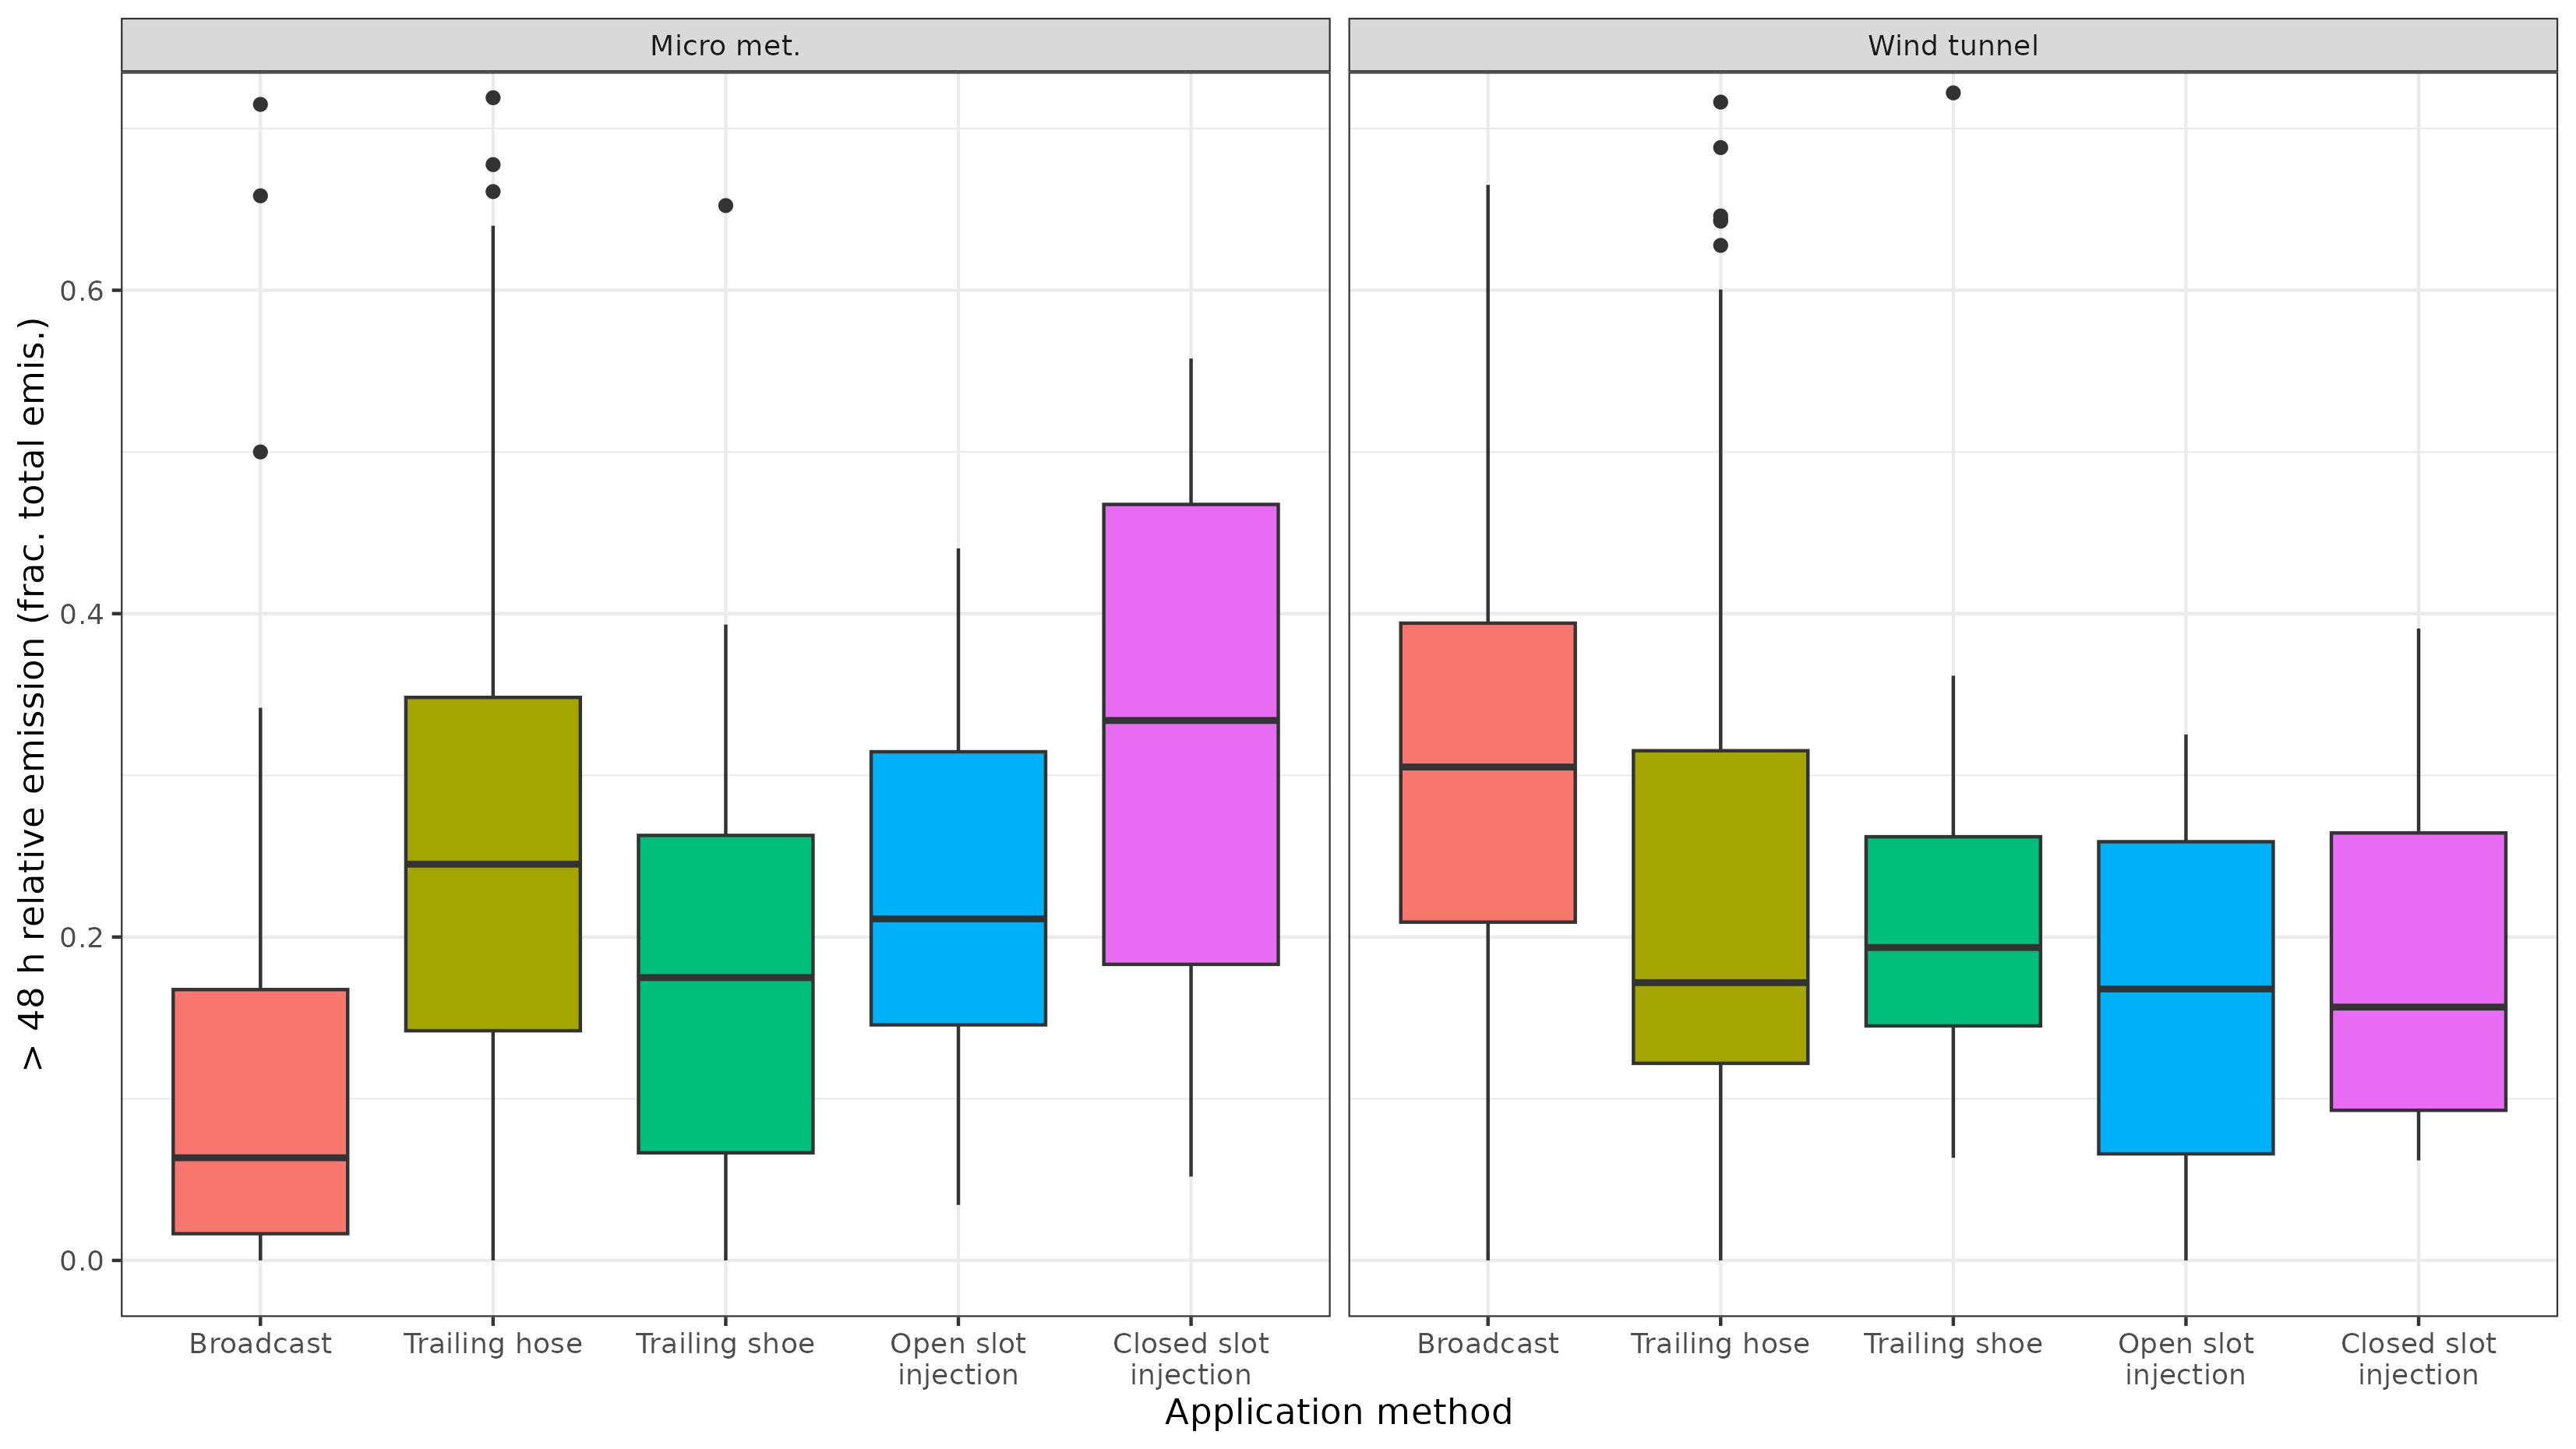 Micro met.
Wind tunnel
> 48 h relative emission (frac. total emis.)
0.6
0.4
0.2
0.0
Broadcast
Trailing hose
Trailing shoe
Open slot
injection
Closed slot
injection
Broadcast
Trailing hose
Trailing shoe
Open slot
injection
Closed slot
injection
Application method